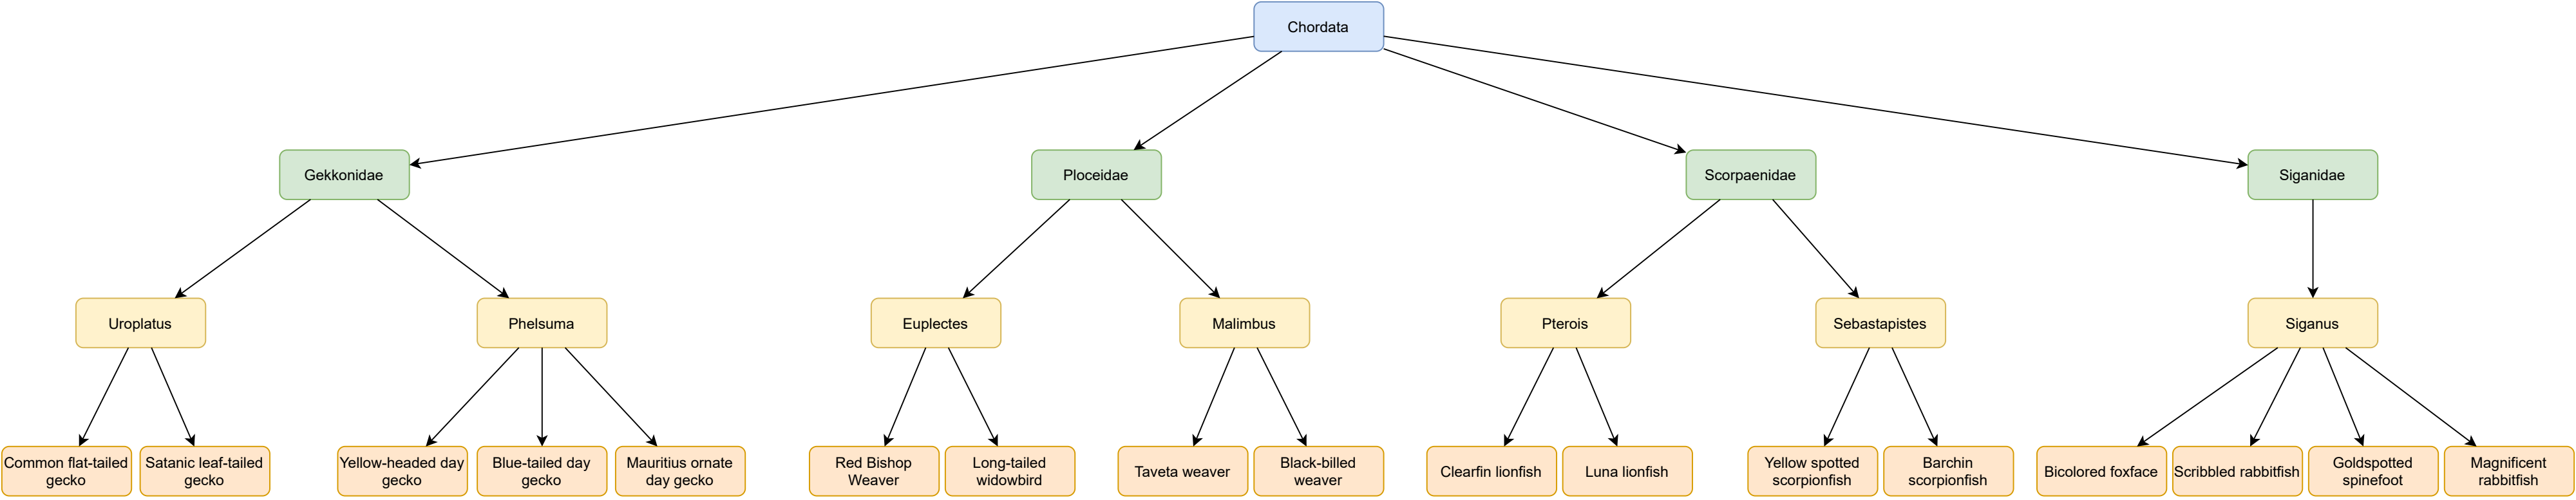 Chordata
Gekkonidae
Ploceidae
Scorpaenidae
Siganidae
Uroplatus
Phelsuma
Euplectes
Malimbus
Pterois
Sebastapistes
Siganus
Common flat-tailed
gecko
Satanic leaf-tailed
gecko
Yellow-headed day
gecko
Blue-tailed day
gecko
Mauritius ornate
day gecko
Red Bishop
Weaver
Long-tailed
widowbird
Taveta weaver
Black-billed
weaver
Clearfin lionfish
Luna lionfish
Yellow spotted
scorpionfish
Barchin
scorpionfish
Bicolored foxface
Scribbled rabbitfish
Goldspotted
spinefoot
Magnificent
rabbitfish